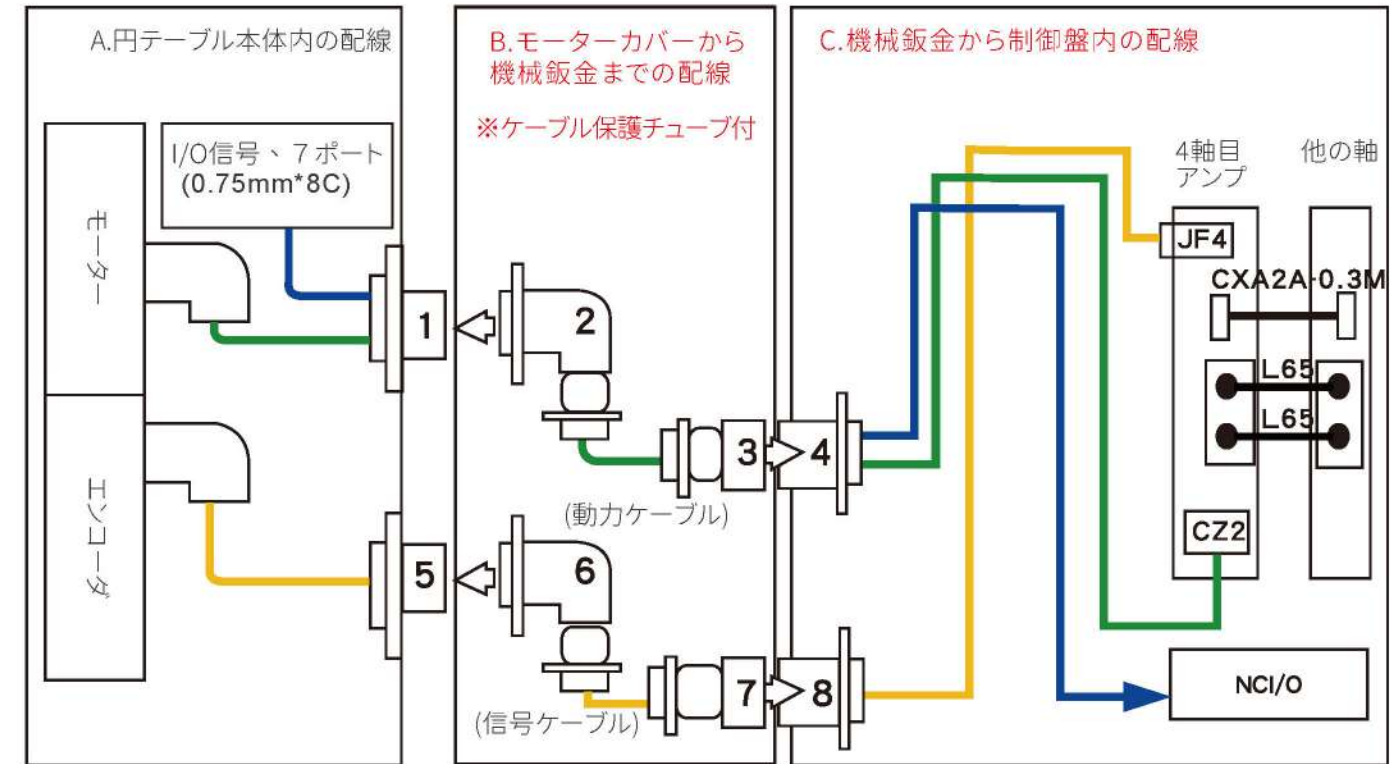 A.円テーブル本体内の配線
I/O信号、7ポート
(0.75mm*8C)
モーター
エンコーダ
1
5
B.モーターカバーから
機械鈑金までの配線
※ケーブル保護チューブ付
2
3
(動力ケーブル)
6
7
(信号ケーブル)
C.機械鈑金から制御盤内の配線
4
8
4軸目
アンプ
他の軸
JF4
CXA2A-0.3M
L65
L65
CZ2
NCI/O